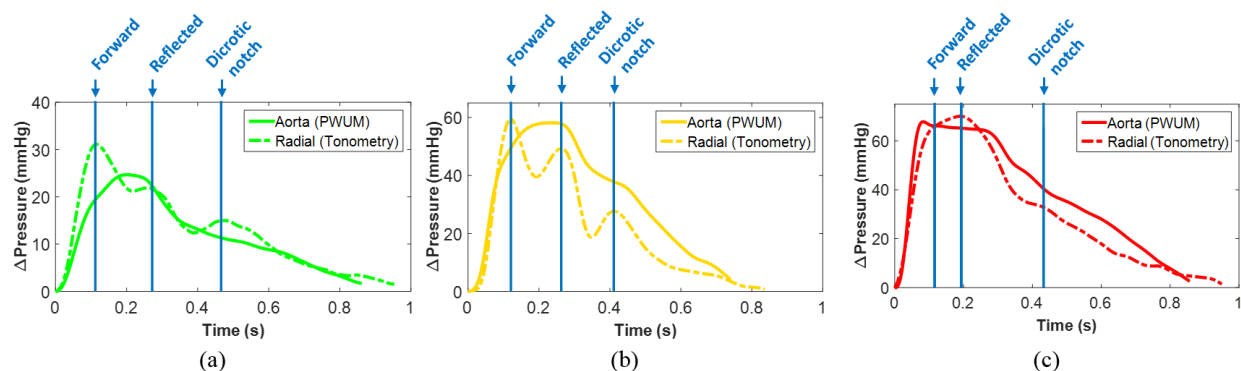 Forward
Reflected
Dicrotic
notch
40
30
20
10
0
ΔPressure (mmHg)
Aorta (PWUM)
Radial (Tonometry)
0
0.2
0.4
0.6
0.8
1
Time (s)
(a)
Forward
Reflected
Dicrotic
notch
60
40
20
0
ΔPressure (mmHg)
Aorta (PWUM)
Radial (Tonometry)
0
0.2
0.4
0.6
0.8
1
Time (s)
(b)
Forward
Reflected
Dicrotic
notch
60
40
20
0
ΔPressure (mmHg)
Aorta (PWUM)
Radial (Tonometry)
0
0.2
0.4
0.6
0.8
1
Time (s)
(c)